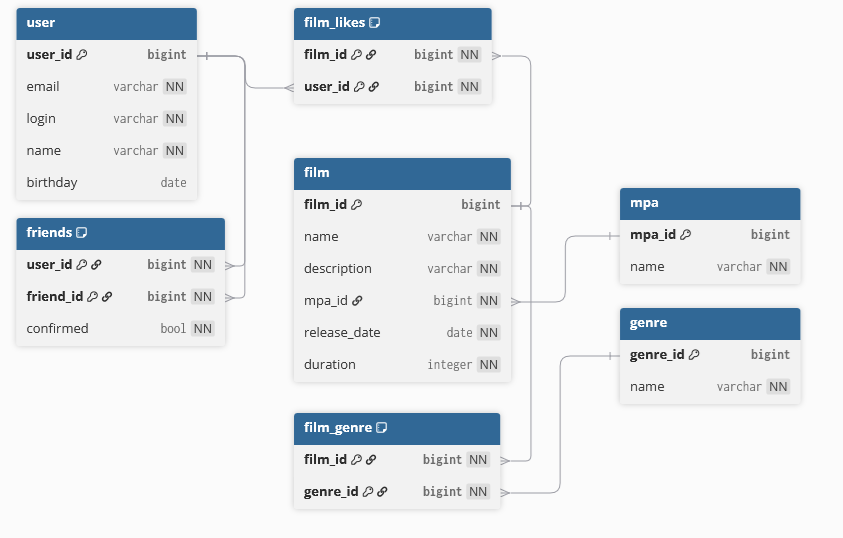 user
user_id bigint
email varchar NN
login varchar NN
name varchar NN
birthday date
friends
user_id bigint NN
friend_id bigint NN
confirmed bool NN
film_likes
film_id bigint NN
user_id bigint NN
film
film_id bigint
name varchar NN
description varchar NN
mpa_id bigint NN
release_date date NN
duration integer NN
film_genre
film_id bigint NN
genre_id bigint NN
mpa
mpa_id bigint
name varchar NN
genre
genre_id bigint
name varchar NN